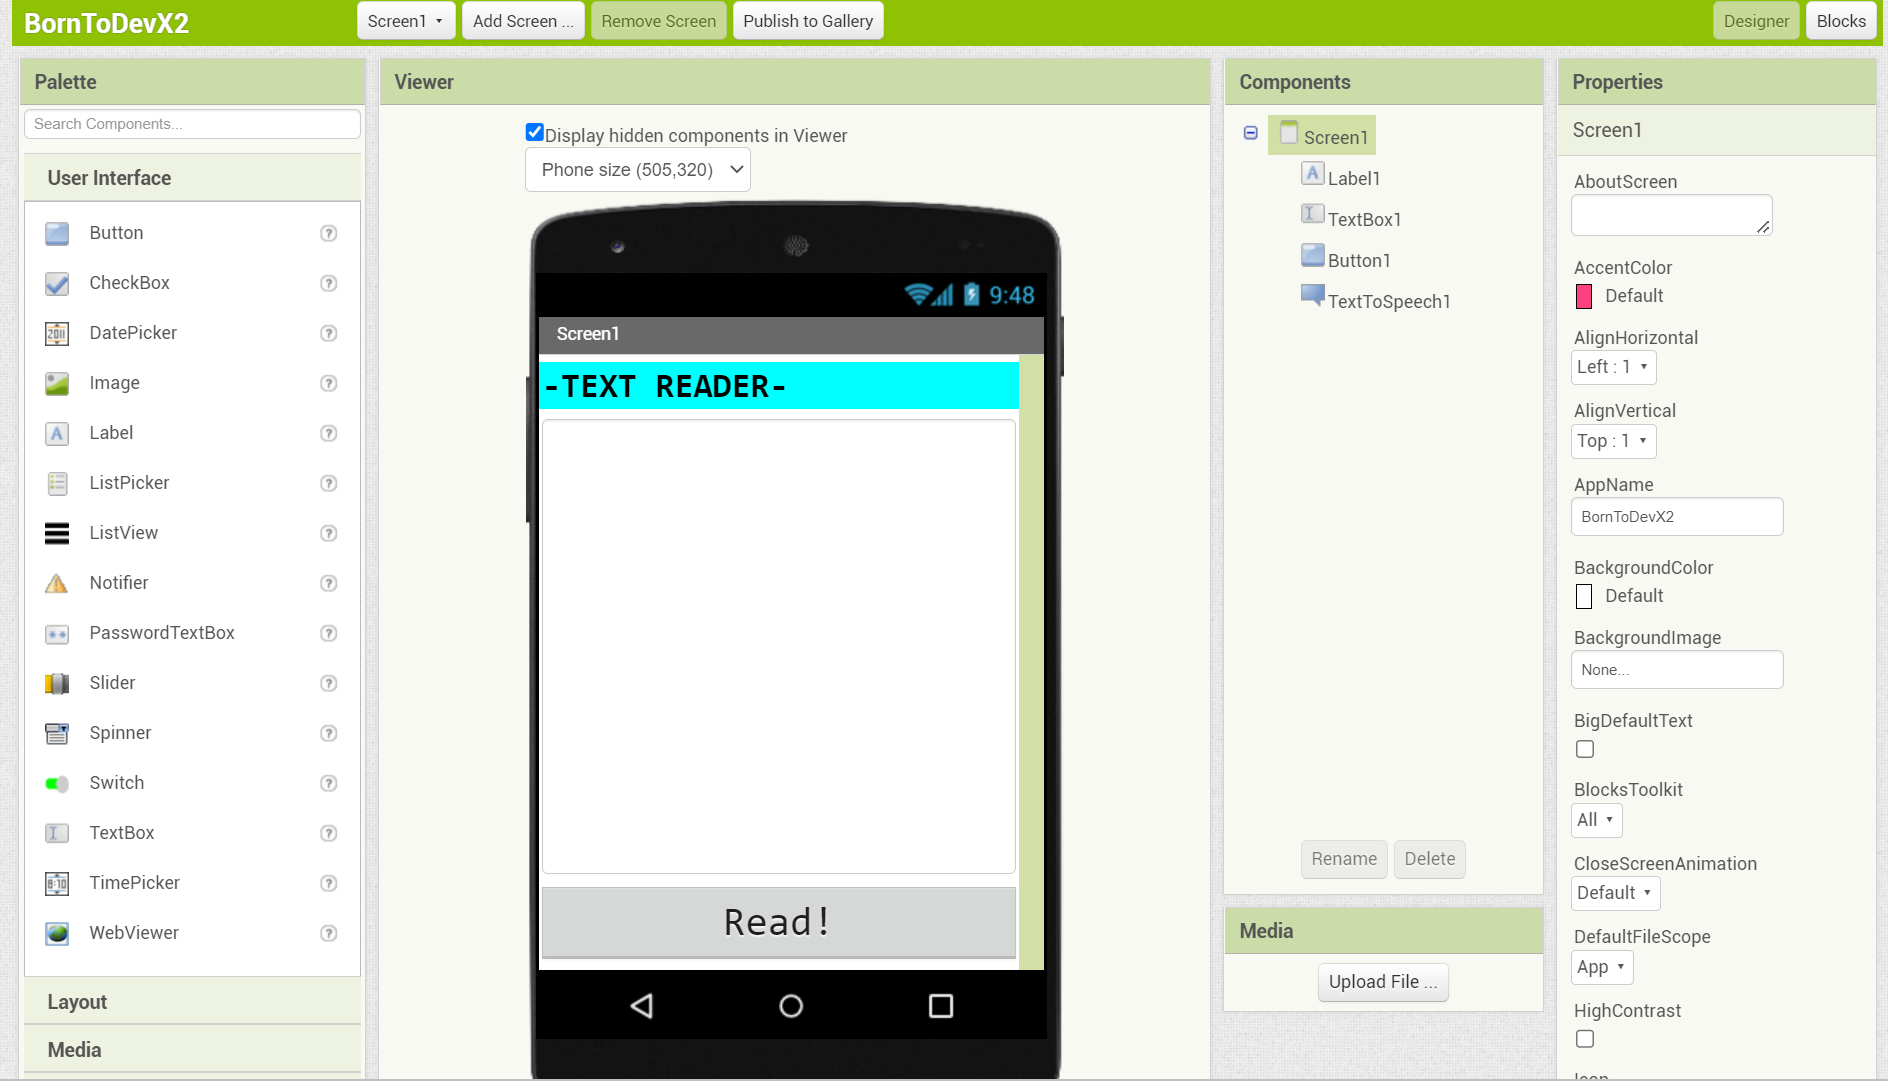 BornToDevX2
Screen1
Add Screen ...
Remove Screen
Publish to Gallery
Designer
Blocks
Palette
Search Components...
User Interface
Button
CheckBox
DatePicker
Image
Label
ListPicker
ListView
Notifier
PasswordTextBox
Slider
Spinner
Switch
TextBox
TimePicker
WebViewer
Layout
Media
Viewer
Display hidden components in Viewer
Phone size (505,320)
9:48
Screen1
-TEXT READER-
Read!
Components
Screen1
Label1
TextBox1
Button1
TextToSpeech1
Rename
Delete
Media
Upload File ...
Properties
Screen1
AboutScreen
AccentColor
Default
AlignHorizontal
Left : 1
AlignVertical
Top : 1
AppName
BornToDevX2
BackgroundColor
Default
BackgroundImage
None...
BigDefaultText
BlocksToolkit
All
CloseScreenAnimation
Default
DefaultFileScope
App
HighContrast